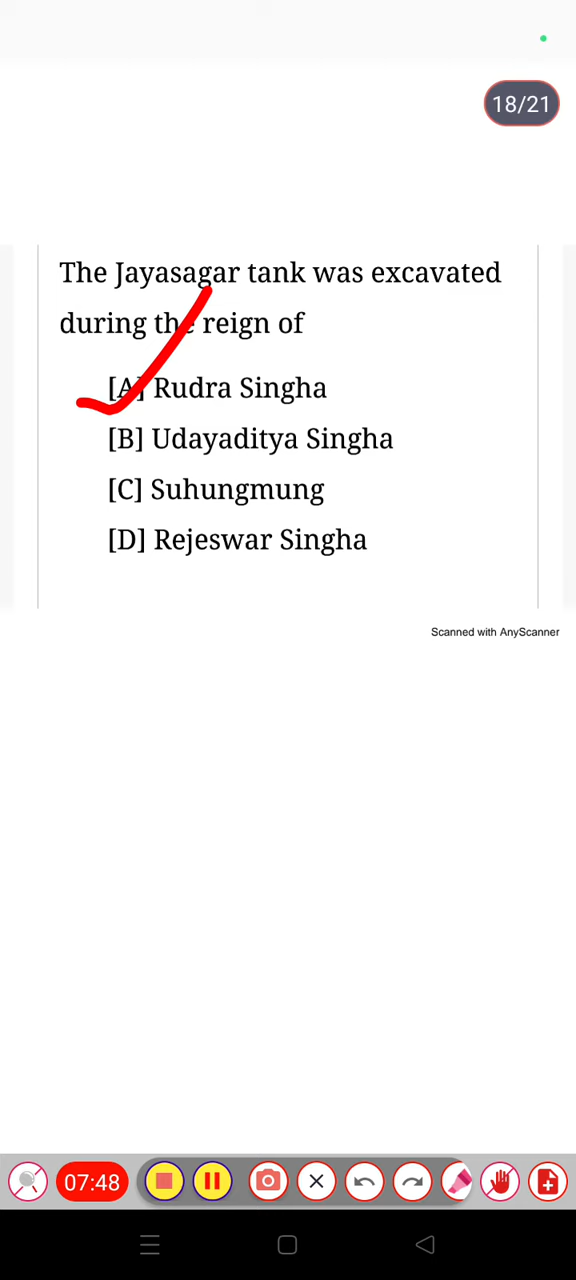 18/21
The Jayasagar tank was excavated
during the reign of
[A] Rudra Singha
[B] Udayaditya Singha
[C] Suhungmung
[D] Rejeswar Singha
Scanned with AnyScanner
07:48